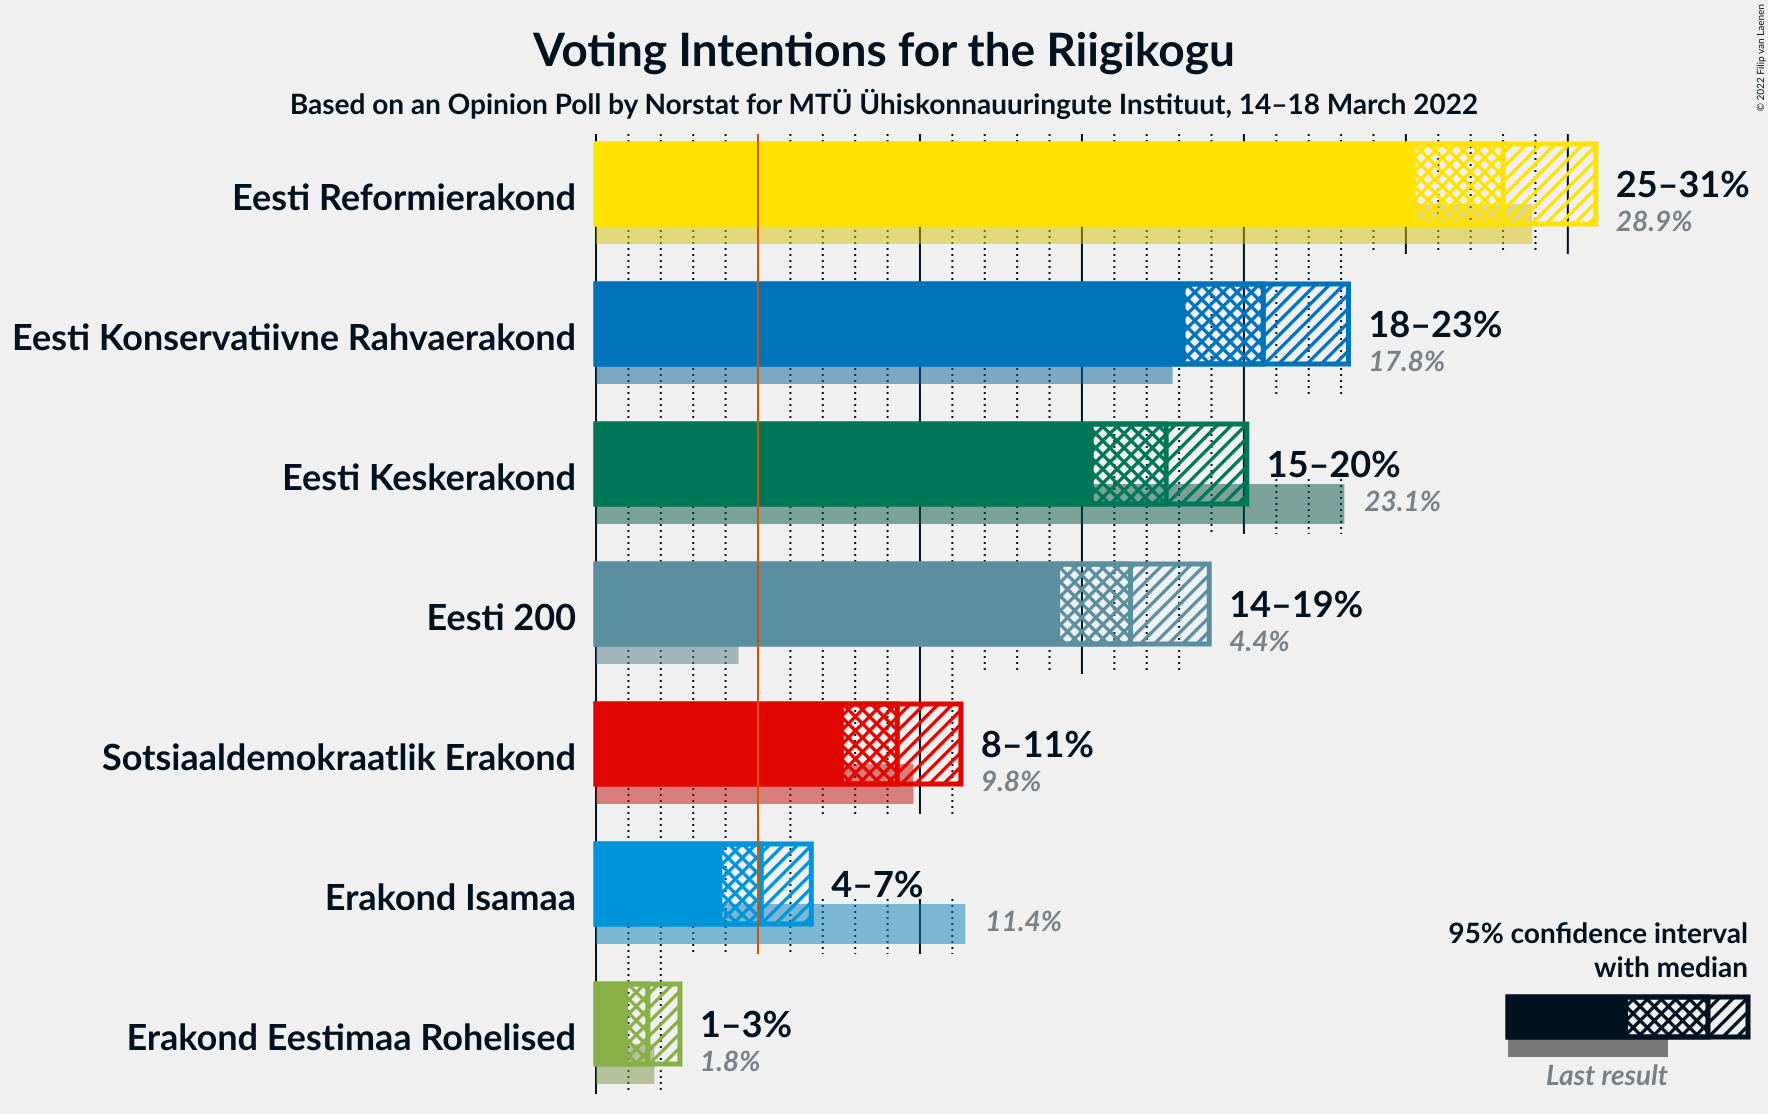 Voting Intentions for the Riigikogu
Based on an Opinion Poll by Norstat for MTÜ Ühiskonnauuringute Instituut, 14–18 March 2022
© 2022 Filip van Laenen
Eesti Reformierakond
25–31%
28.9%
Eesti Konservatiivne Rahvaerakond
18–23%
17.8%
Eesti Keskerakond
15–20%
23.1%
Eesti 200
14–19%
4.4%
Sotsiaaldemokraatlik Erakond
8–11%
9.8%
Erakond Isamaa
4–7%
11.4%
Erakond Eestimaa Rohelised
1–3%
1.8%
95% confidence interval
with median
Last result